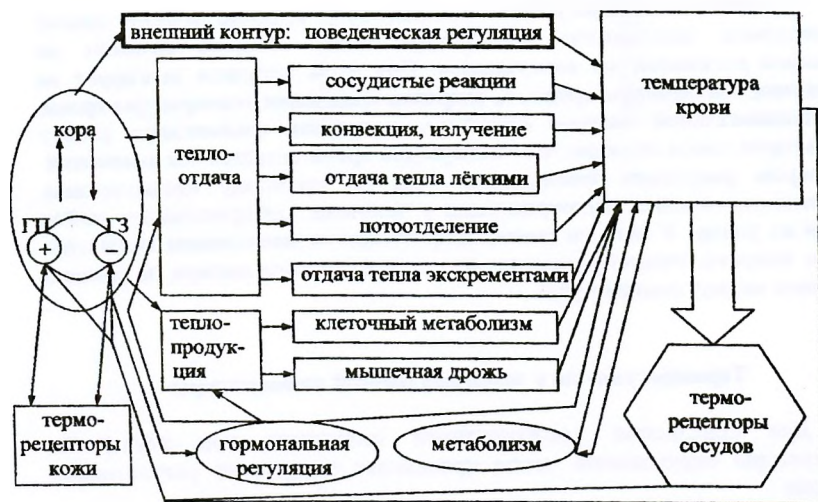 внешний контур: поведенческая регуляция
кора
ГП
ГЗ
+
−
тепло-
отдача
сосудистые реакции
конвекция, излучение
отдача тепла лёгкими
потоотделение
отдача тепла экскрементами
температура
крови
тепло-
продук-
ция
клеточный метаболизм
мышечная дрожь
термо-
рецепторы
кожи
гормональная
регуляция
метаболизм
термо-
рецепторы
сосудов